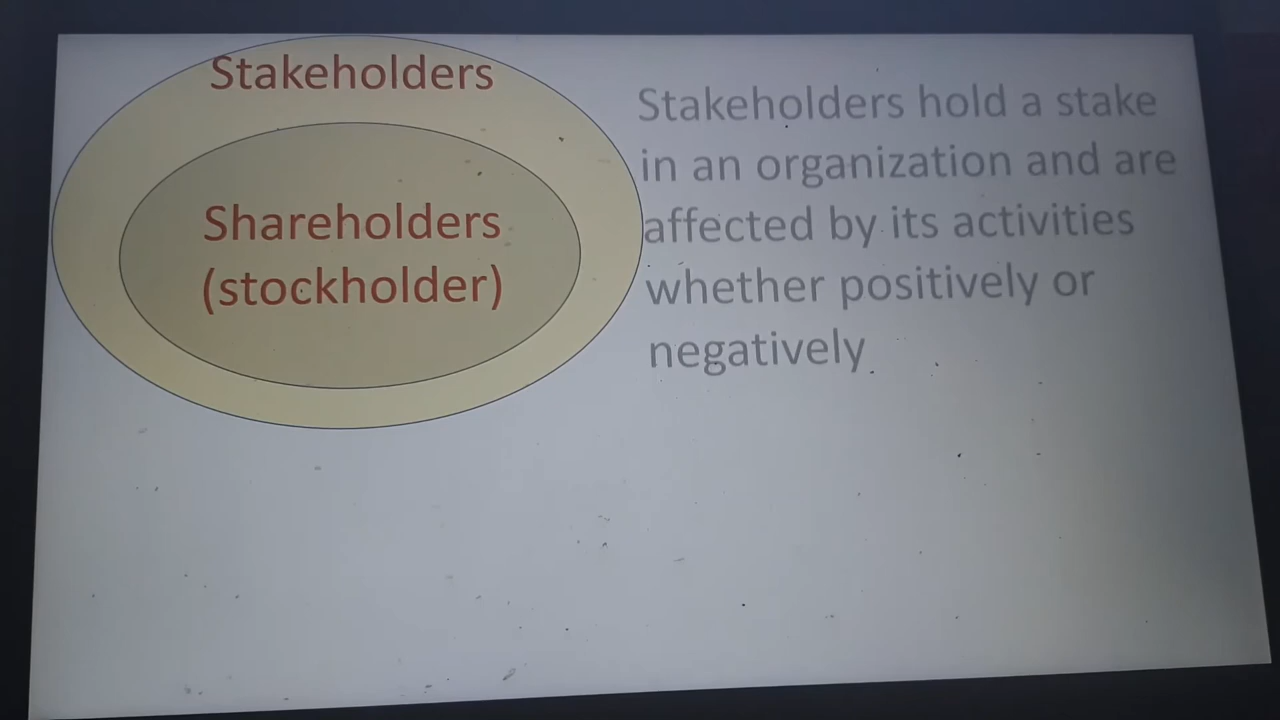 Stakeholders
Shareholders
(stockholder)
Stakeholders hold a stake
in an organization and are
affected by its activities
whether positively or
negatively